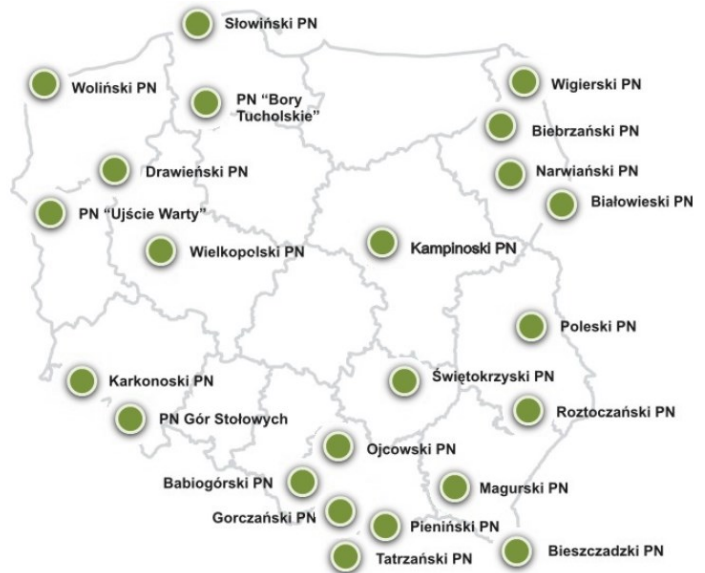 Słowiński PN
Woliński PN
Wigierski PN
PN “Bory
Tucholskie”
Biebrzański PN
Drawieński PN
Narwiański PN
Białowieski PN
PN “Ujście Warty”
Wielkopolski PN
Kampinoski PN
Poleski PN
Karkonoski PN
Świętokrzyski PN
PN Gór Stołowych
Roztoczański PN
Ojcowski PN
Babiogórski PN
Magurski PN
Gorczański PN
Pieniński PN
Tatrzański PN
Bieszczadzki PN